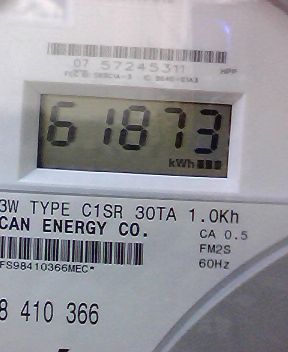 07 57245311
HPP
61873
kWh
3W TYPE C1SR 30TA 1.0Kh
CAN ENERGY CO.
CA 0.5
FM2S
FS98410366MEC*
60Hz
8 410 366